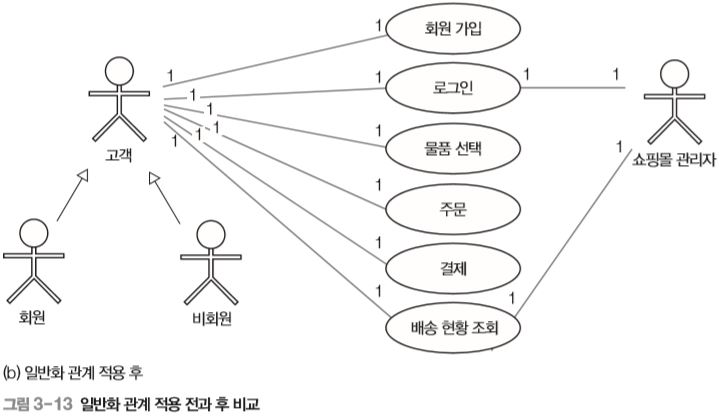 1
회원 가입
1
1
로그인
1
1
1
고객
1
1
1
1
1
물품 선택
1
쇼핑몰 관리자
1
주문
1
결제
회원
비회원
1
1
배송 현황 조회
(b) 일반화 관계 적용 후
그림 3-13 일반화 관계 적용 전과 후 비교